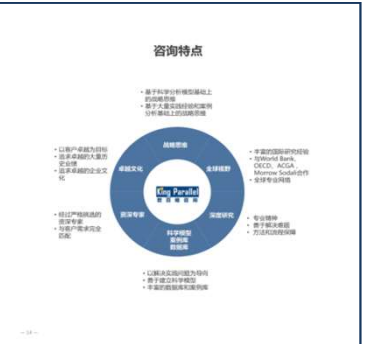 咨询特点
• 基于科学分析模型基础上
的战略思维
• 基于大量实践经验和案例
分析基础上的战略思维
战略思维
• 以客户卓越为目标
• 追求卓越的大量历
史业绩
• 追求卓越的企业文
化
卓越文化
全球视野
• 丰富的国际研究经验
• 与World Bank、
OECD、ACGA、
Morrow Sodali合作
• 全球专业网络
King Parallel
• 经过严格挑选的
资深专家
• 与客户需求完全
匹配
资深专家
深度研究
• 专业精神
• 善于解决难题
• 方法和流程保障
科学模型
案例库
数据库
• 以解决实践问题为导向
• 善于建立科学模型
• 丰富的数据库和案例库